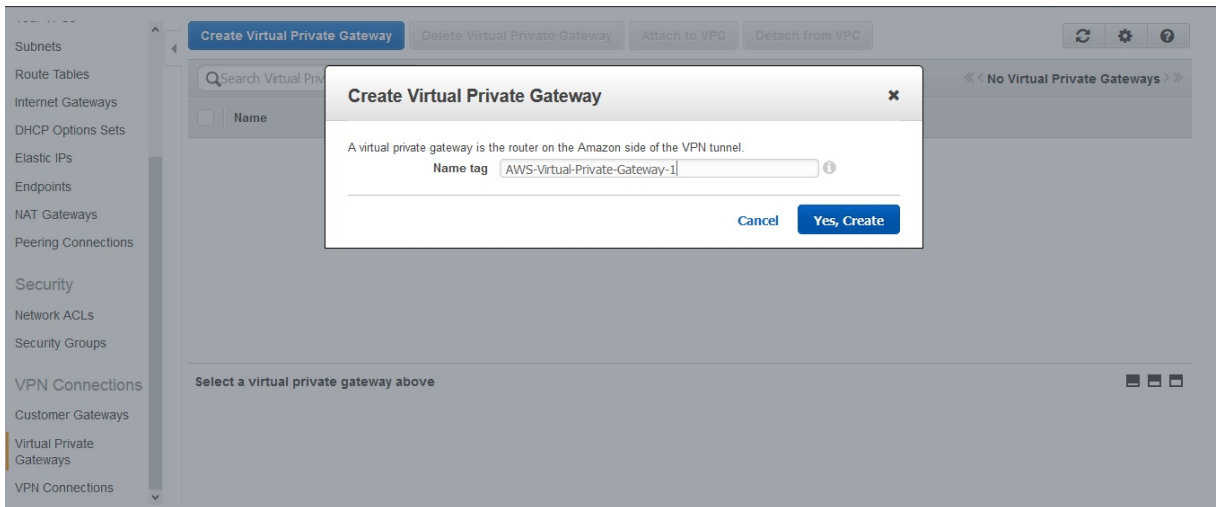 Subnets
Route Tables
Internet Gateways
DHCP Options Sets
Elastic IPs
Endpoints
NAT Gateways
Peering Connections
Security
Network ACLs
Security Groups
VPN Connections
Customer Gateways
Virtual Private
Gateways
VPN Connections
Create Virtual Private Gateway Delete Virtual Private Gateway Attach to VPC Detach from VPC
Search Virtual Priv
No Virtual Private Gateways
Name
Create Virtual Private Gateway
A virtual private gateway is the router on the Amazon side of the VPN tunnel.
Name tag AWS-Virtual-Private-Gateway-1
Cancel Yes, Create
Select a virtual private gateway above